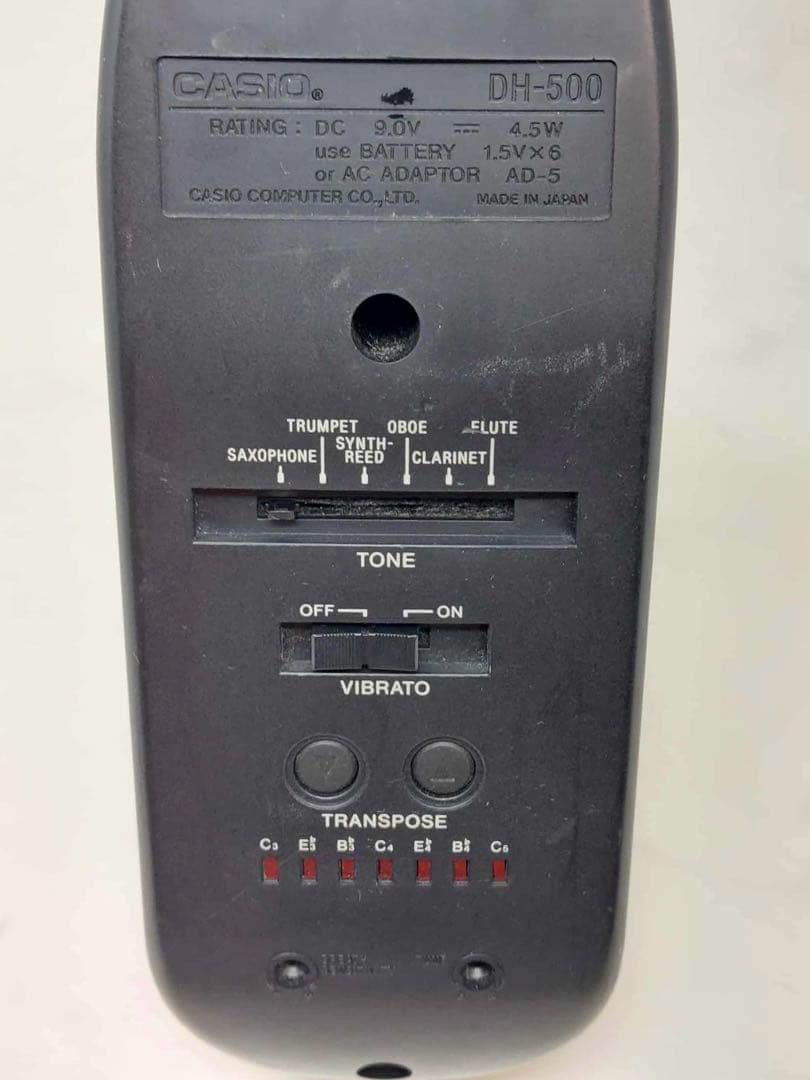 CASIO® DH-500
RATING : DC 9.0V ⎓ 4.5W
use BATTERY 1.5V×6
or AC ADAPTOR AD-5
CASIO COMPUTER CO.,LTD. MADE IN JAPAN
TRUMPET OBOE FLUTE
SAXOPHONE SYNTH-REED CLARINET
TONE
OFF ON
VIBRATO
TRANSPOSE
C3 E♭3 B♭3 C4 E♭4 B♭4 C5